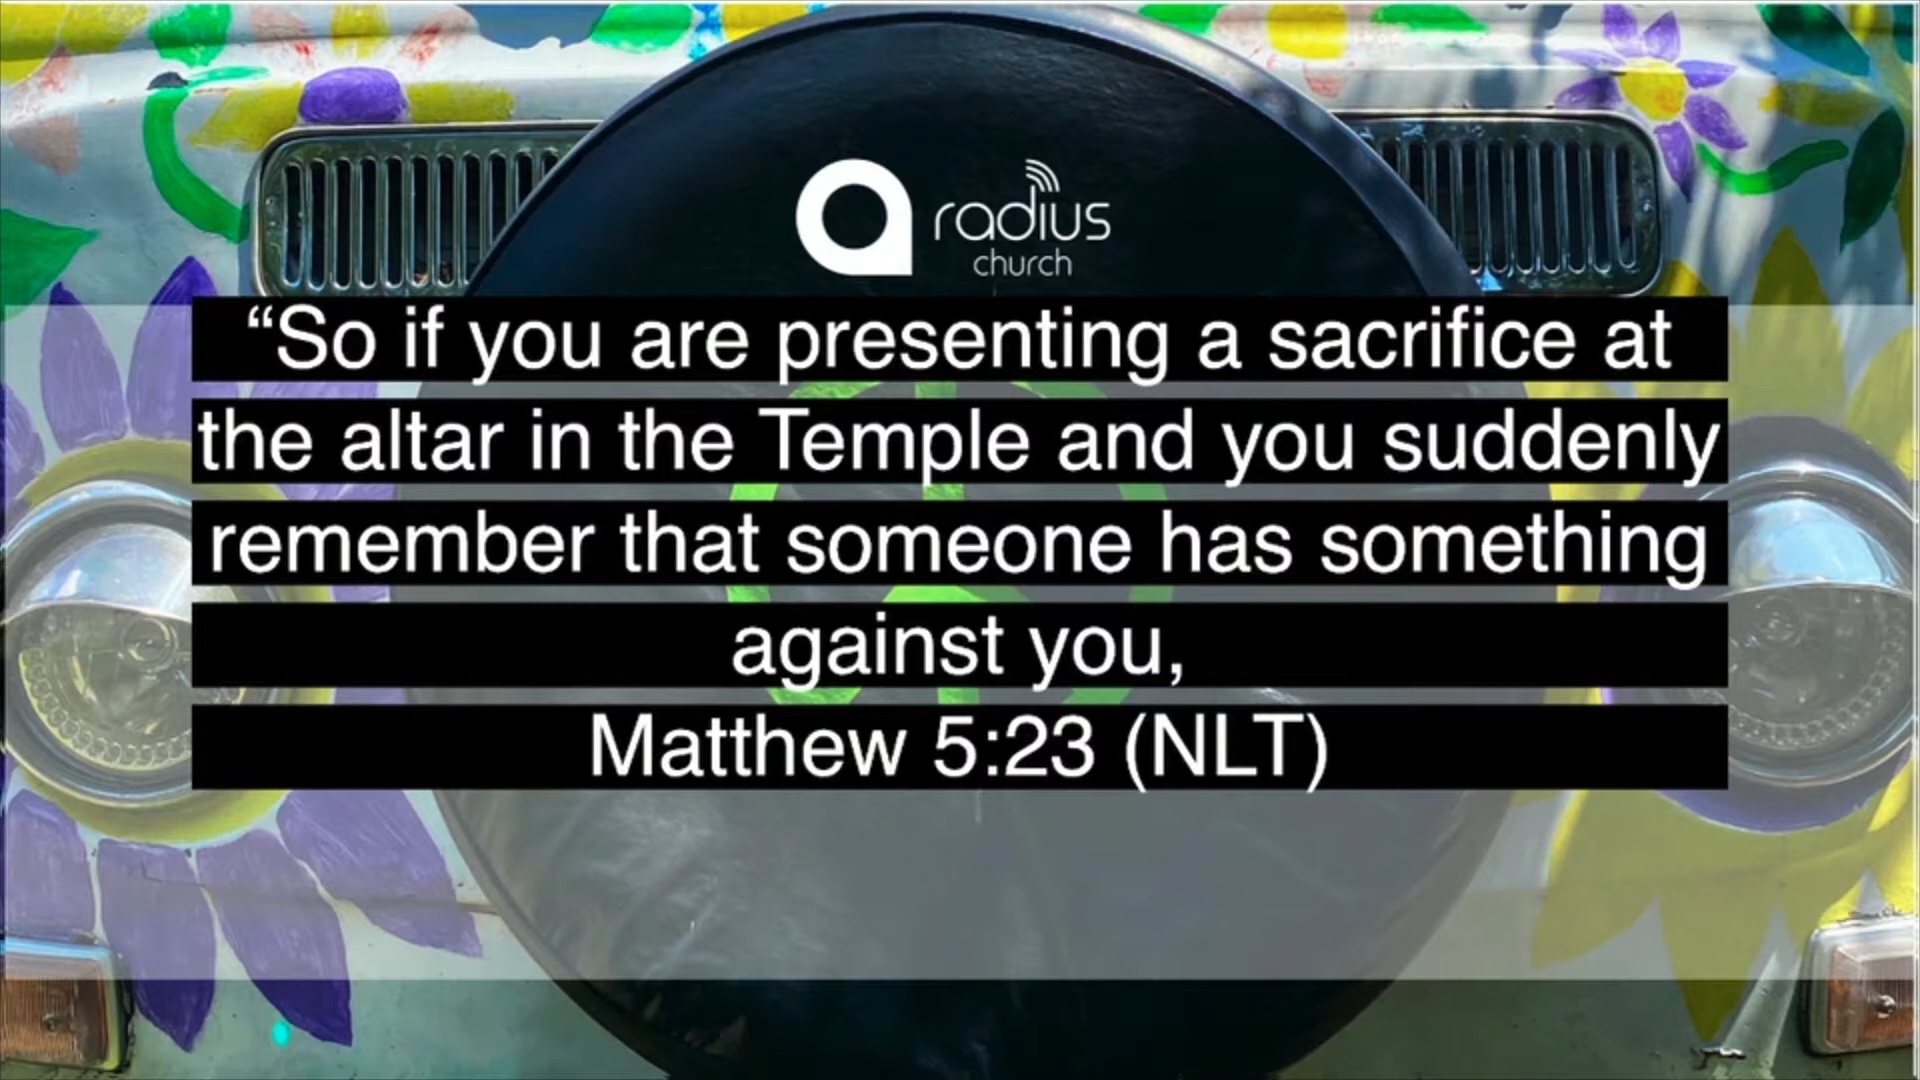 radius
church
“So if you are presenting a sacrifice at
the altar in the Temple and you suddenly
remember that someone has something
against you,
Matthew 5:23 (NLT)